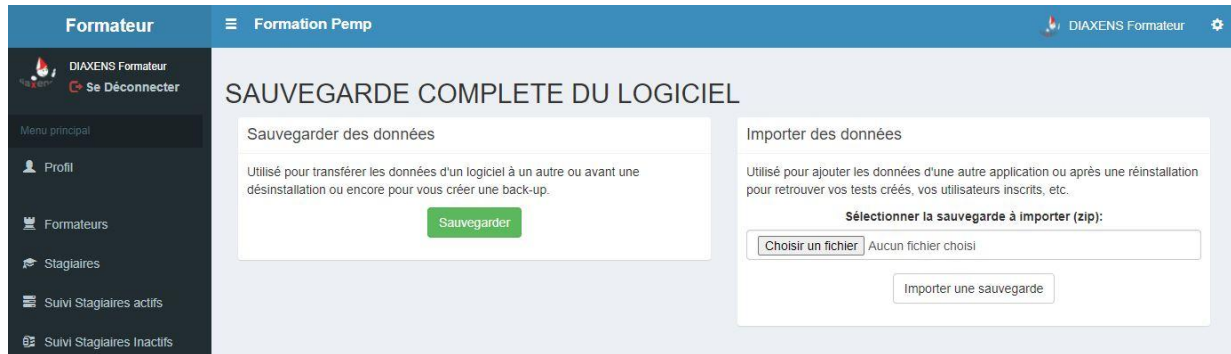 Formateur
Formation Pemp
DIAXENS Formateur
DIAXENS Formateur
Se Déconnecter
Menu principal
Profil
Formateurs
Stagiaires
Suivi Stagiaires actifs
Suivi Stagiaires Inactifs
SAUVEGARDE COMPLETE DU LOGICIEL
Sauvegarder des données
Utilisé pour transférer les données d'un logiciel à un autre ou avant une
désinstallation ou encore pour vous créer une back-up.
Sauvegarder
Importer des données
Utilisé pour ajouter les données d'une autre application ou après une réinstallation
pour retrouver vos tests créés, vos utilisateurs inscrits, etc.
Sélectionner la sauvegarde à importer (zip):
Choisir un fichier Aucun fichier choisi
Importer une sauvegarde